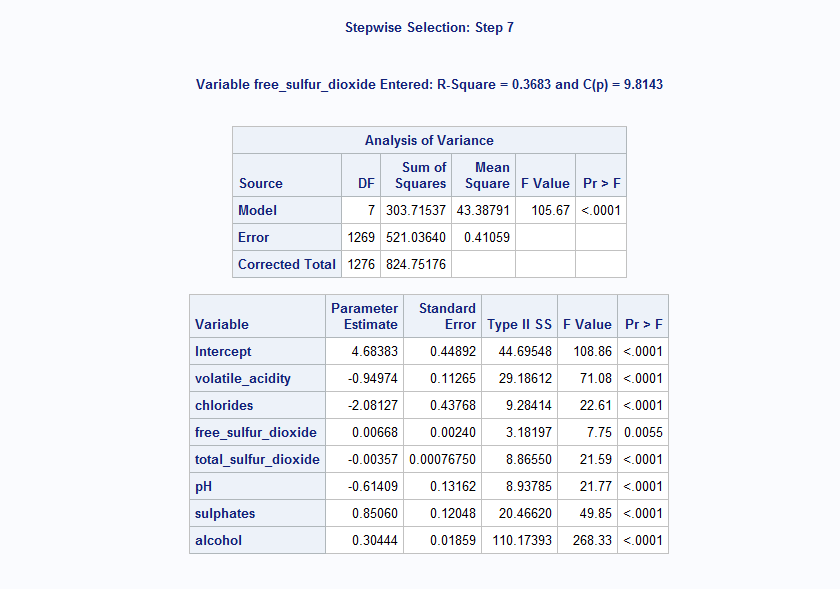 Stepwise Selection: Step 7
Variable free_sulfur_dioxide Entered: R-Square = 0.3683 and C(p) = 9.8143
Analysis of Variance
Source DF Sum of Squares Mean Square F Value Pr > F
Model 7 303.71537 43.38791 105.67 <.0001
Error 1269 521.03640 0.41059
Corrected Total 1276 824.75176
Variable Parameter Estimate Standard Error Type II SS F Value Pr > F
Intercept 4.68383 0.44892 44.69548 108.86 <.0001
volatile_acidity -0.94974 0.11265 29.18612 71.08 <.0001
chlorides -2.08127 0.43768 9.28414 22.61 <.0001
free_sulfur_dioxide 0.00668 0.00240 3.18197 7.75 0.0055
total_sulfur_dioxide -0.00357 0.00076750 8.86550 21.59 <.0001
pH -0.61409 0.13162 8.93785 21.77 <.0001
sulphates 0.85060 0.12048 20.46620 49.85 <.0001
alcohol 0.30444 0.01859 110.17393 268.33 <.0001